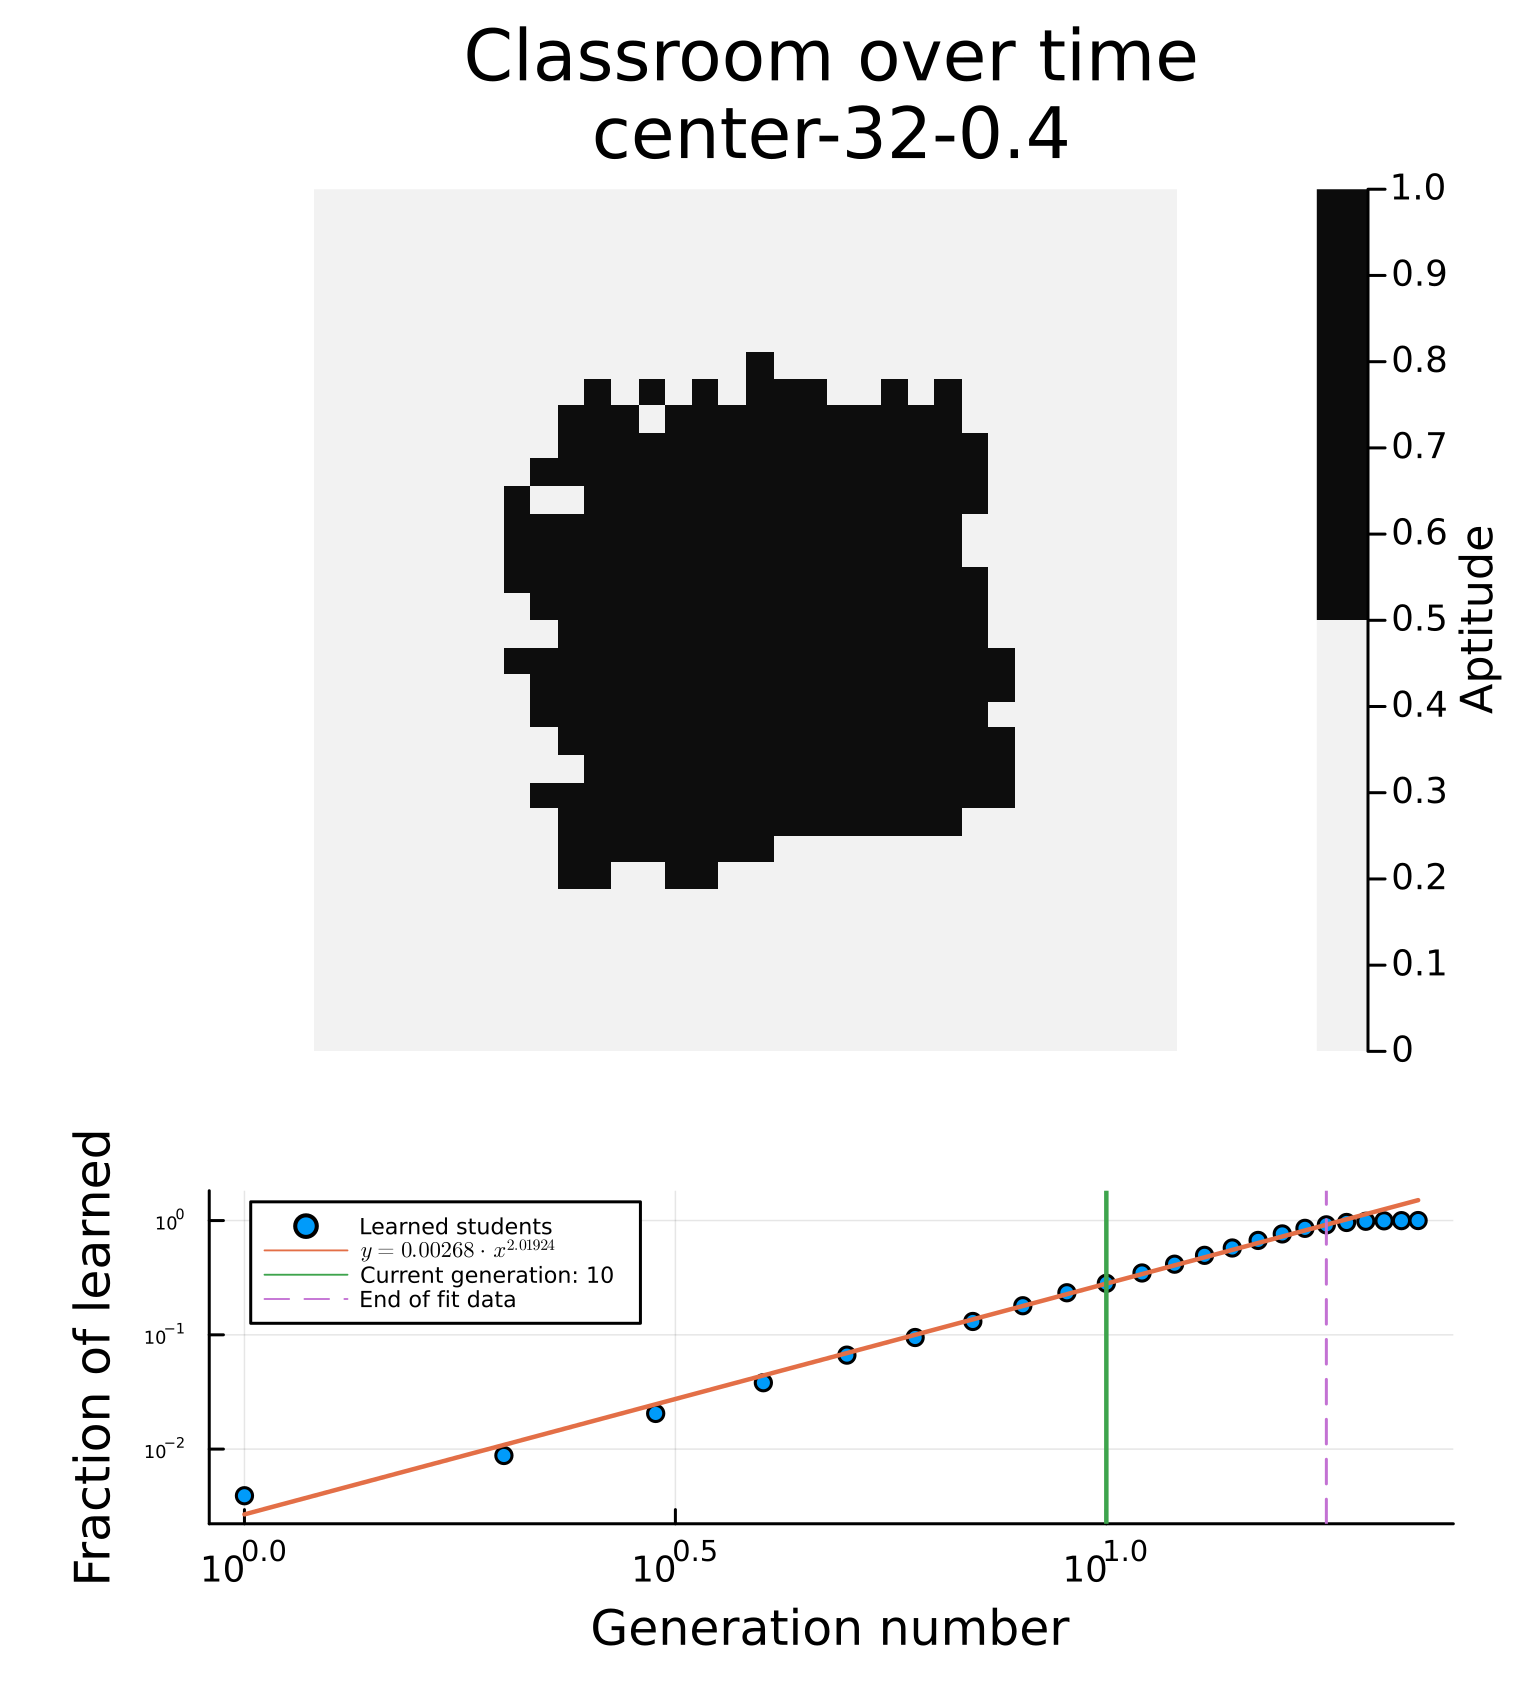 Classroom over time
center-32-0.4
1.0
0.9
0.8
0.7
0.6
0.5
0.4
0.3
0.2
0.1
0
Aptitude
Fraction of learned
10^0
10^−1
10^−2
Learned students
y = 0.00268 · x^2.01924
Current generation: 10
End of fit data
10^0.0
10^0.5
10^1.0
Generation number